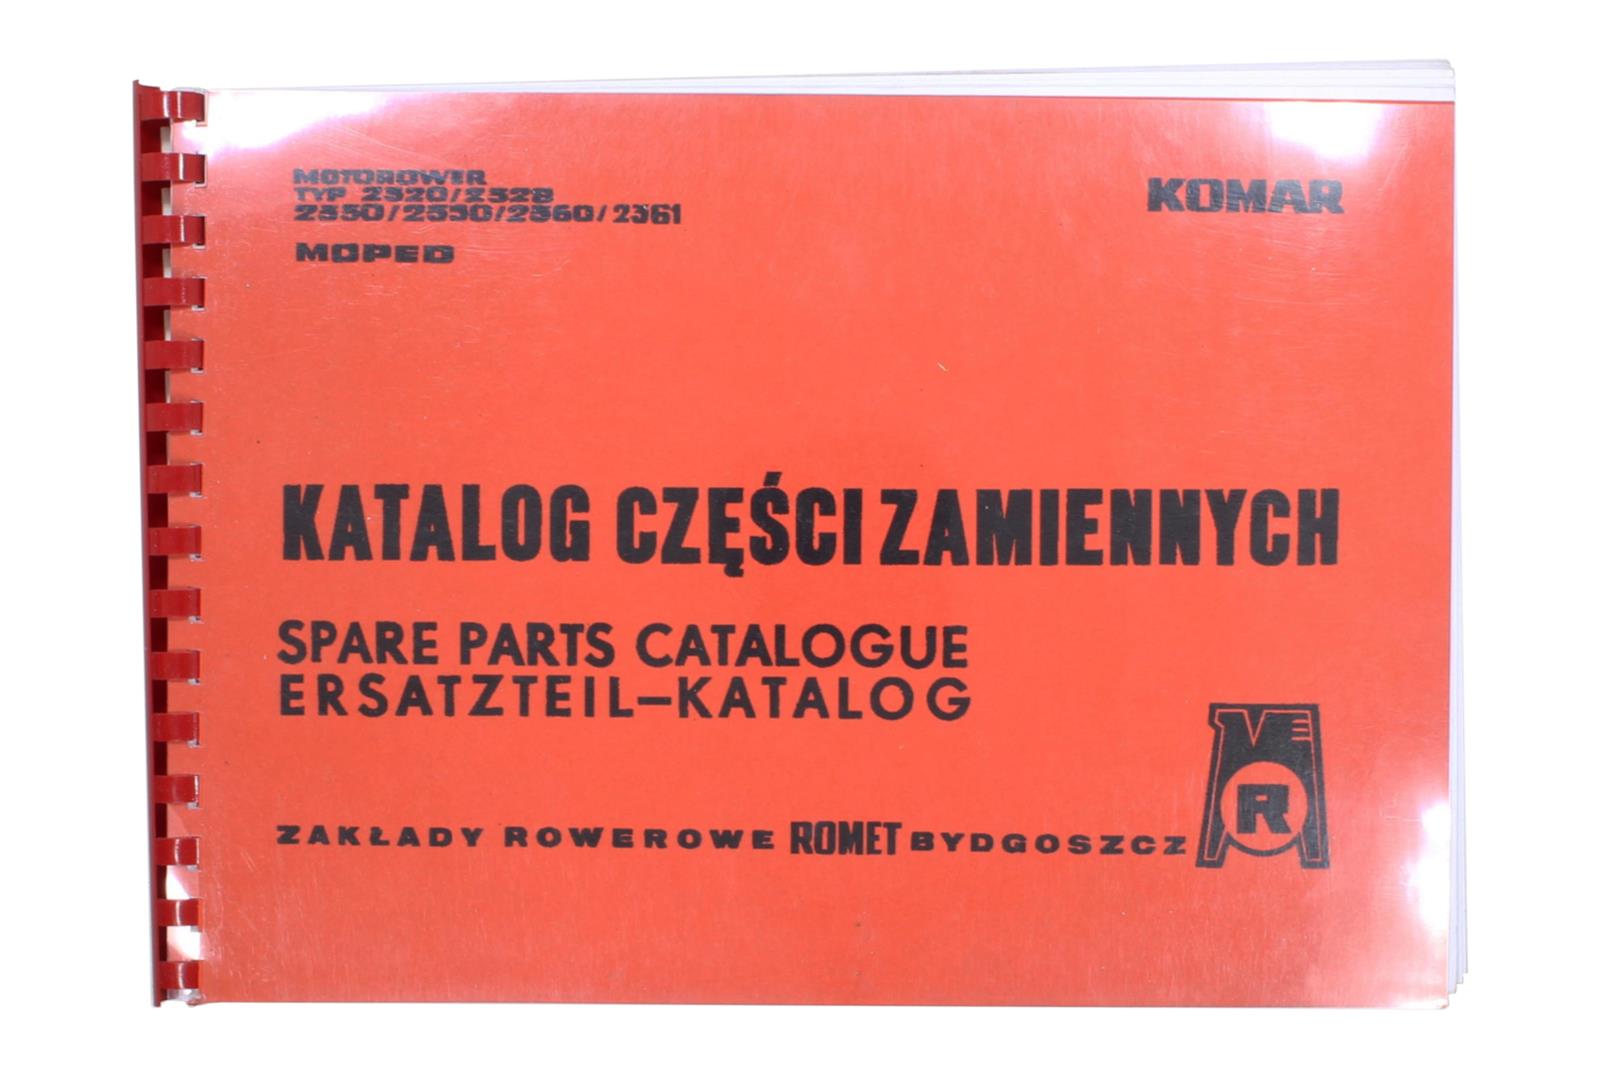 MOTOROWER
TYP 2320/2328
2350/2330/2360/2361
MOPED
KOMAR
KATALOG CZĘŚCI ZAMIENNYCH
SPARE PARTS CATALOGUE
ERSATZTEIL-KATALOG
ZAKŁADY ROWEROWE ROMET BYDGOSZCZ
R